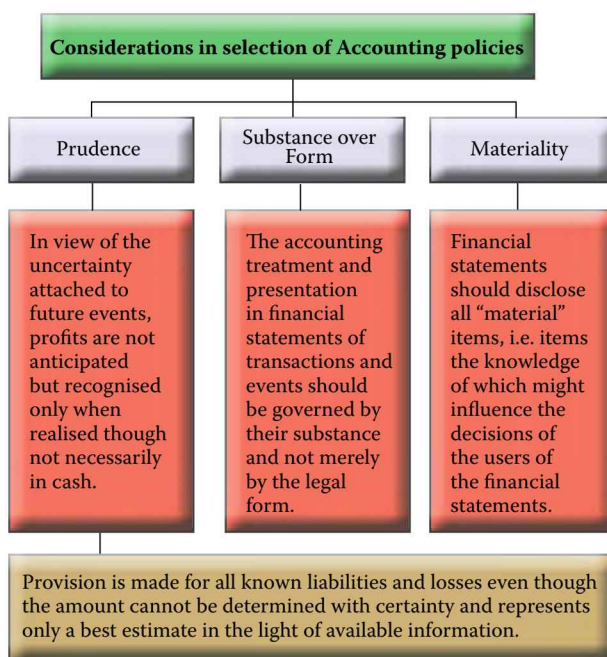 Considerations in selection of Accounting policies
Prudence
Substance over
Form
Materiality
In view of the
uncertainty
attached to
future events,
profits are not
anticipated
but recognised
only when
realised though
not necessarily
in cash.
The accounting
treatment and
presentation
in financial
statements of
transactions and
events should
be governed by
their substance
and not merely
by the legal
form.
Financial
statements
should disclose
all “material”
items, i.e. items
the knowledge
of which might
influence the
decisions of
the users of
the financial
statements.
Provision is made for all known liabilities and losses even though
the amount cannot be determined with certainty and represents
only a best estimate in the light of available information.